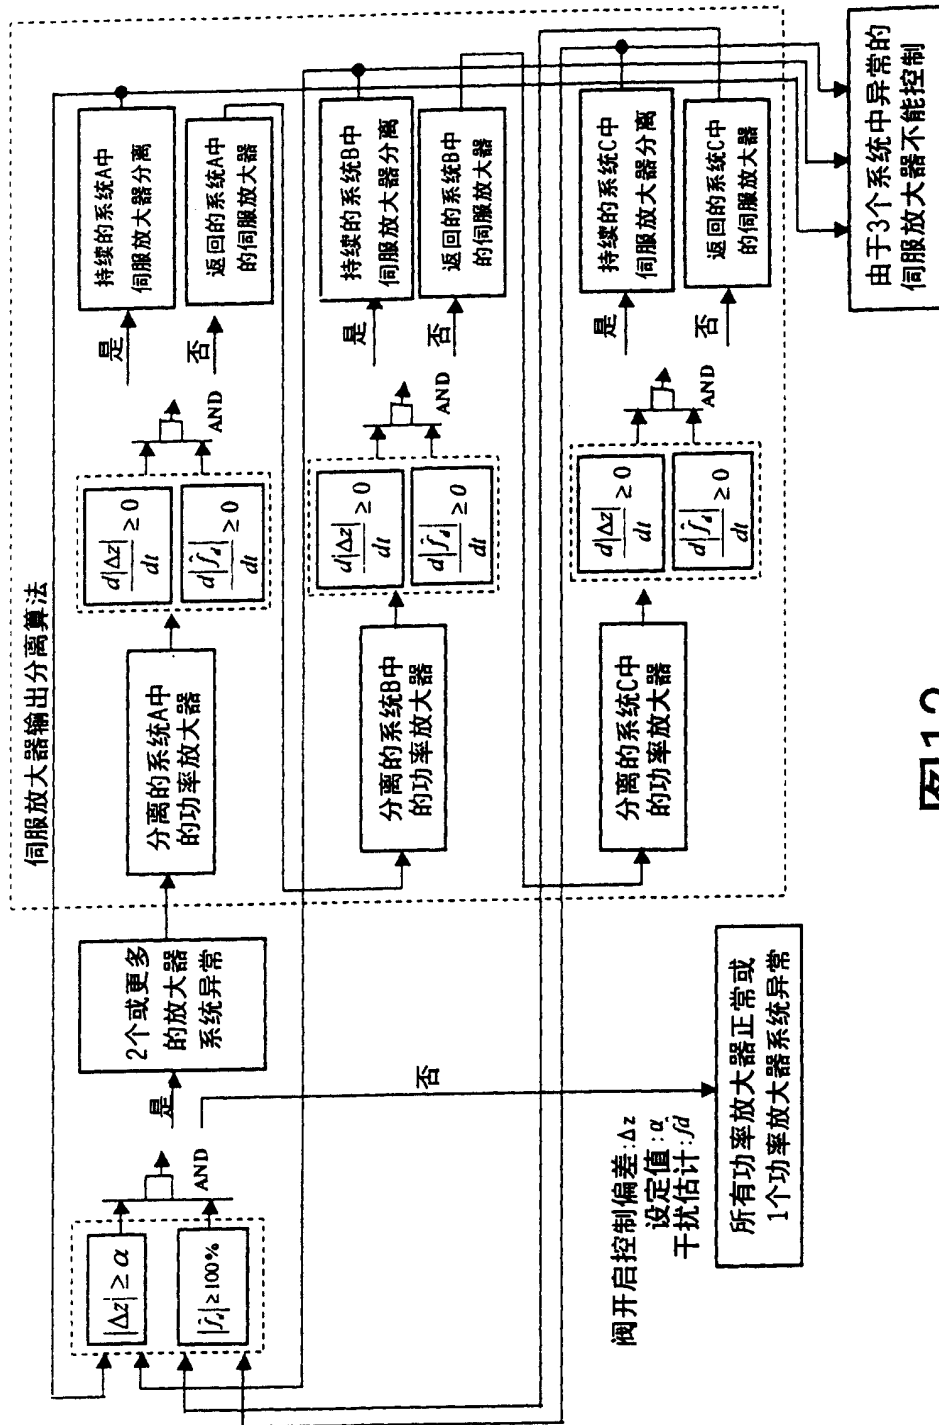 伺服放大器输出分离算法
|Δz| ≥ α
|f̂d| ≥ 100%
AND
是
否
2个或更多
的放大器
系统异常
分离的系统A中
的功率放大器
d|Δz|/dt ≥ 0
d|f̂d|/dt ≥ 0
AND
是
否
持续的系统A中
伺服放大器分离
返回的系统A中
的伺服放大器
分离的系统B中
的功率放大器
d|Δz|/dt ≥ 0
d|f̂d|/dt ≥ 0
AND
是
否
持续的系统B中
伺服放大器分离
返回的系统B中
的伺服放大器
分离的系统C中
的功率放大器
d|Δz|/dt ≥ 0
d|f̂d|/dt ≥ 0
AND
是
否
持续的系统C中
伺服放大器分离
返回的系统C中
的伺服放大器
阀开启控制偏差:Δz
设定值:α
干扰估计:f̂d
所有功率放大器正常或
1个功率放大器系统异常
由于3个系统中异常的
伺服放大器不能控制
图12